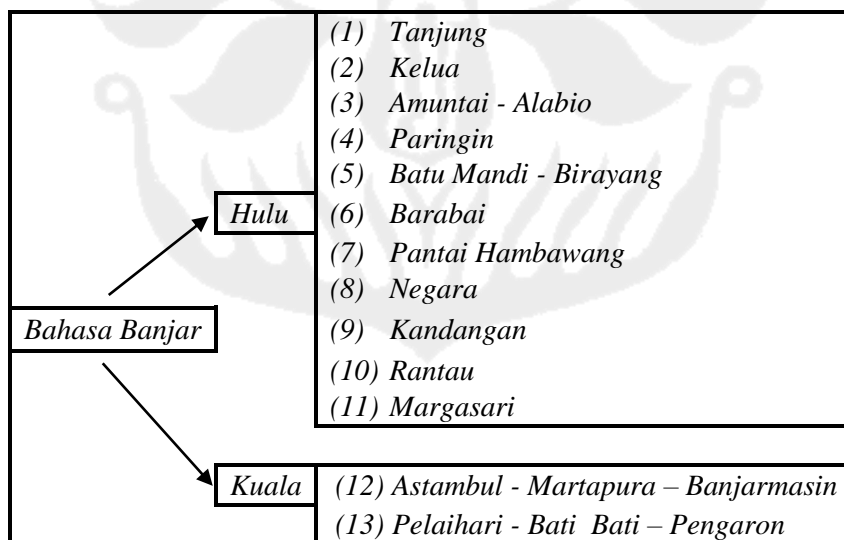 (1) Tanjung
(2) Kelua
(3) Amuntai - Alabio
(4) Paringin
(5) Batu Mandi - Birayang
Hulu (6) Barabai
(7) Pantai Hambawang
(8) Negara
Bahasa Banjar (9) Kandangan
(10) Rantau
(11) Margasari
Kuala (12) Astambul - Martapura – Banjarmasin
(13) Pelaihari - Bati Bati – Pengaron